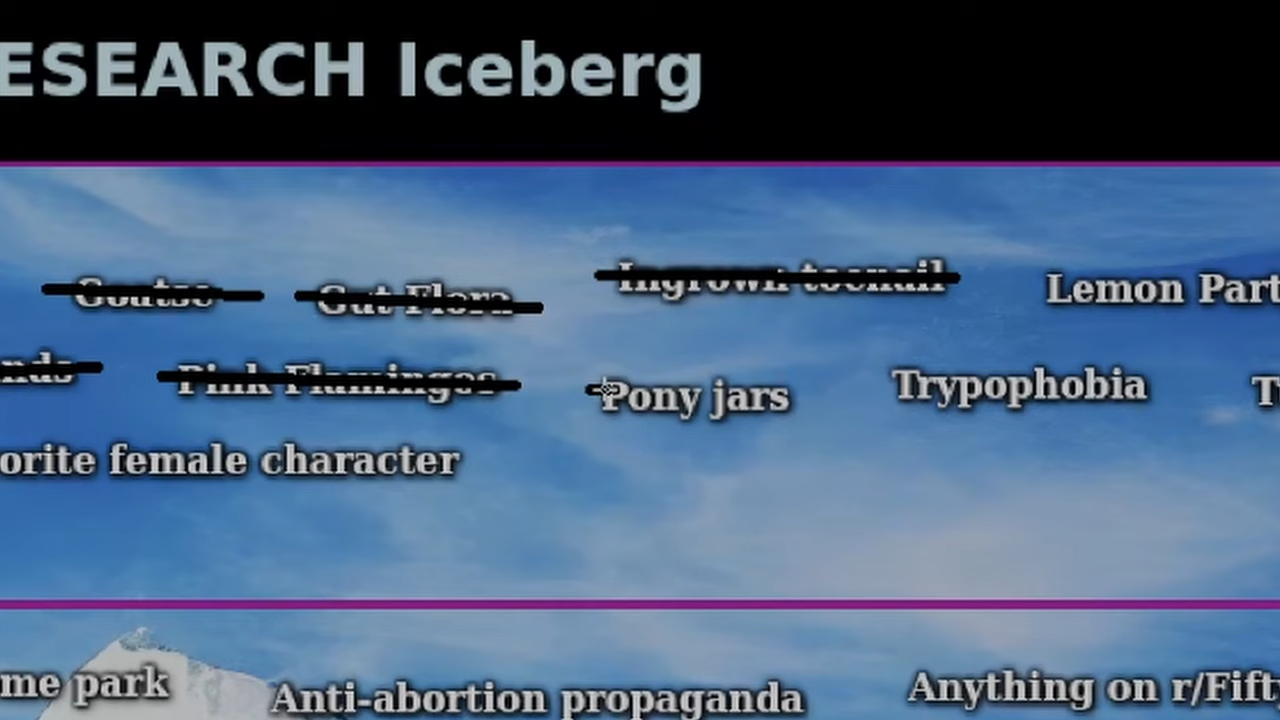 ESEARCH Iceberg
Goatse Gut Flora Ingrown toenail Lemon Part
nds Pink Flamingos Pony jars Trypophobia T
orite female character
me park Anti-abortion propaganda Anything on r/Fift